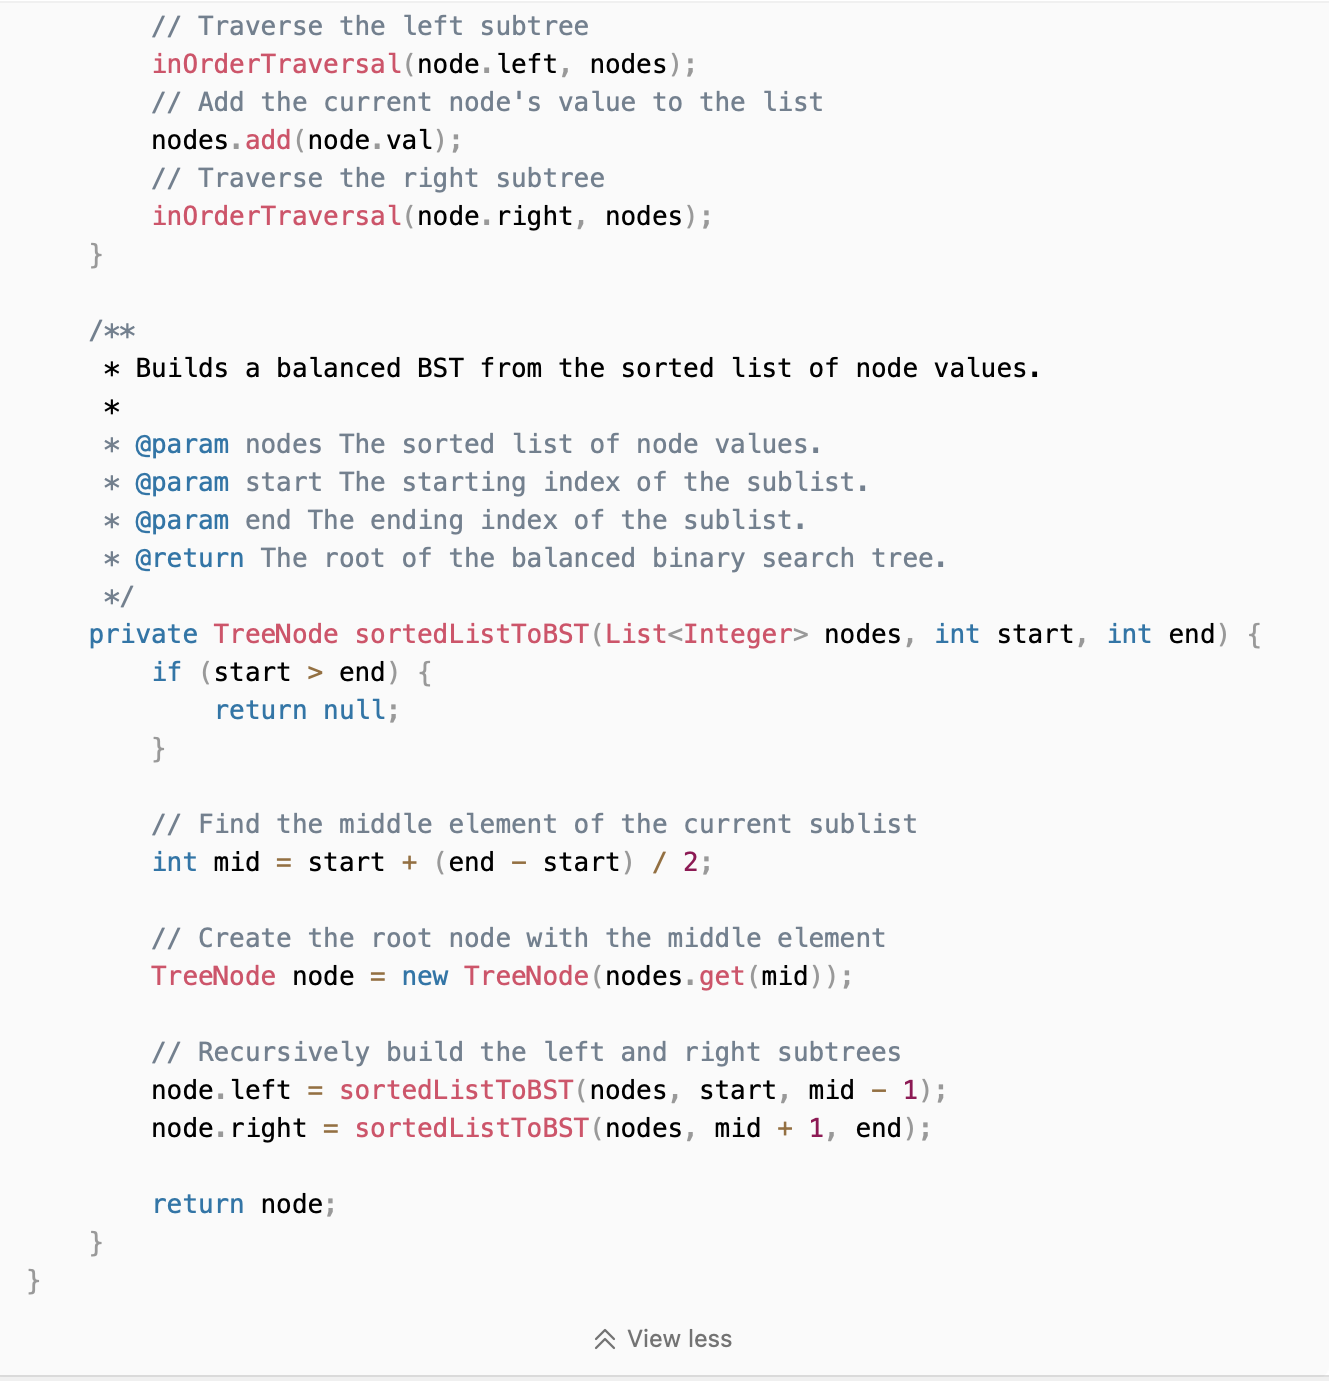 // Traverse the left subtree
inOrderTraversal(node.left, nodes);
// Add the current node's value to the list
nodes.add(node.val);
// Traverse the right subtree
inOrderTraversal(node.right, nodes);
}
/**
* Builds a balanced BST from the sorted list of node values.
*
* @param nodes The sorted list of node values.
* @param start The starting index of the sublist.
* @param end The ending index of the sublist.
* @return The root of the balanced binary search tree.
*/
private TreeNode sortedListToBST(List<Integer> nodes, int start, int end) {
if (start > end) {
return null;
}
// Find the middle element of the current sublist
int mid = start + (end - start) / 2;
// Create the root node with the middle element
TreeNode node = new TreeNode(nodes.get(mid));
// Recursively build the left and right subtrees
node.left = sortedListToBST(nodes, start, mid - 1);
node.right = sortedListToBST(nodes, mid + 1, end);
return node;
}
}
View less